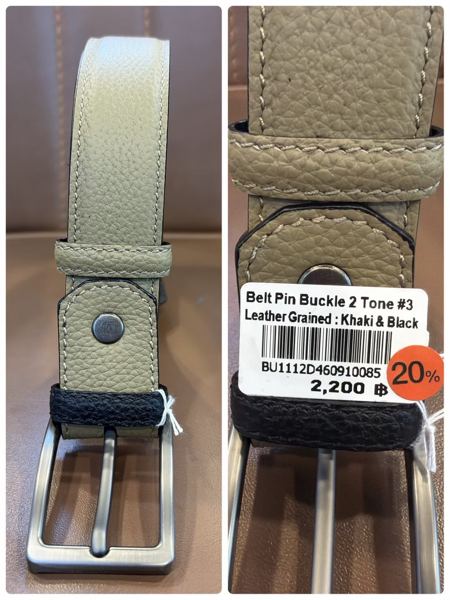 Belt Pin Buckle 2 Tone #3
Leather Grained : Khaki & Black
BU1112D460910085
2,200 ฿
20%